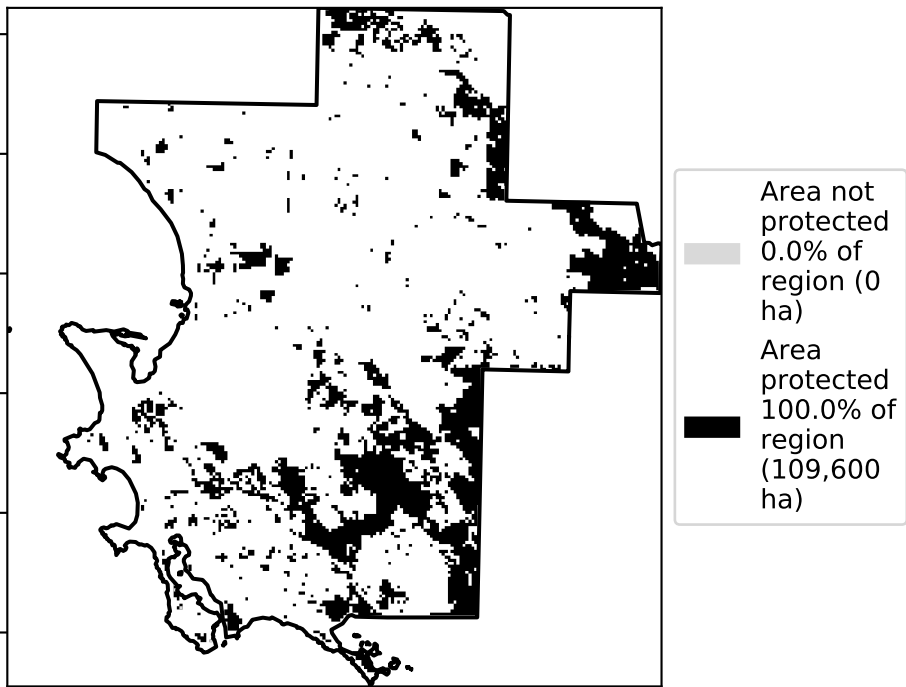 Area not
protected
0.0% of
region (0
ha)
Area
protected
100.0% of
region
(109,600
ha)